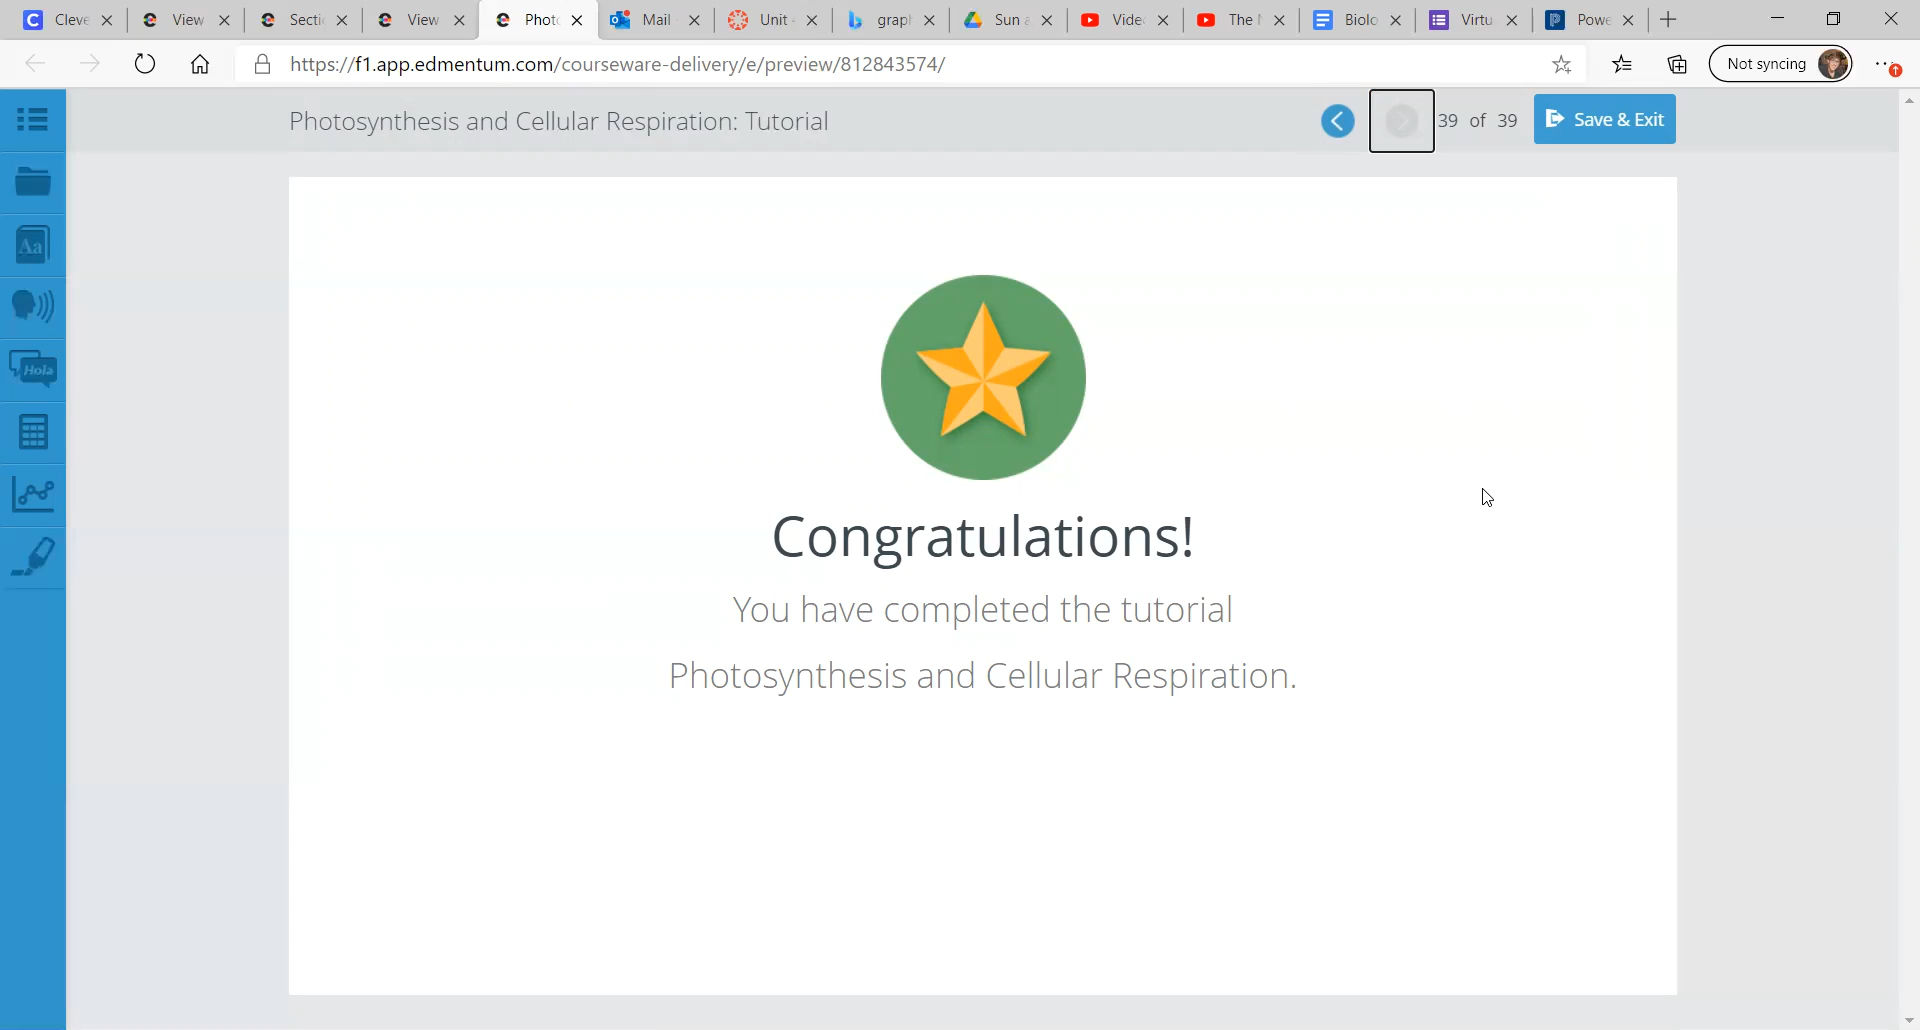 Cleve
View
Secti
View
Photo
Mail
Unit
grap
Sun a
Vide
The
Biolo
Virtu
Powe
https://f1.app.edmentum.com/courseware-delivery/e/preview/812843574/
Not syncing
Photosynthesis and Cellular Respiration: Tutorial
39 of 39
Save & Exit
Aa
Hola
Congratulations!
You have completed the tutorial
Photosynthesis and Cellular Respiration.